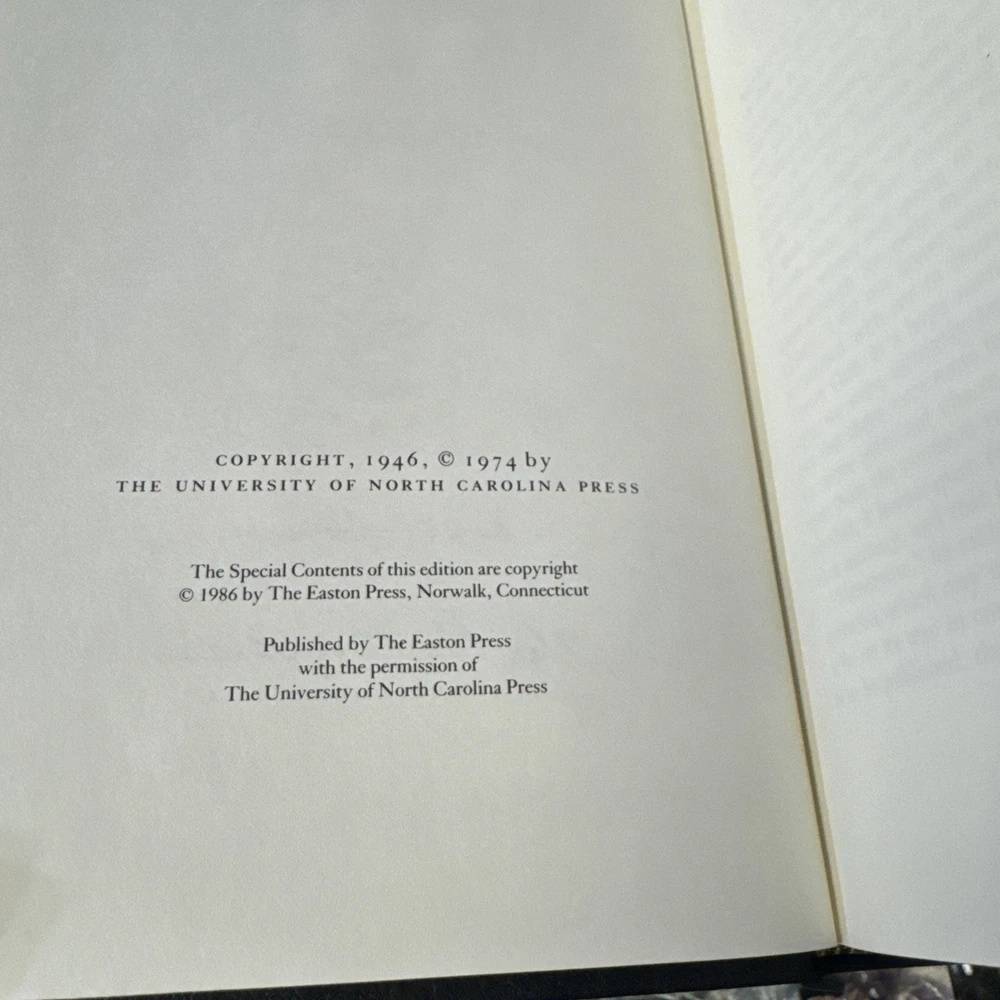 COPYRIGHT, 1946, © 1974 by
THE UNIVERSITY OF NORTH CAROLINA PRESS
The Special Contents of this edition are copyright
© 1986 by The Easton Press, Norwalk, Connecticut
Published by The Easton Press
with the permission of
The University of North Carolina Press